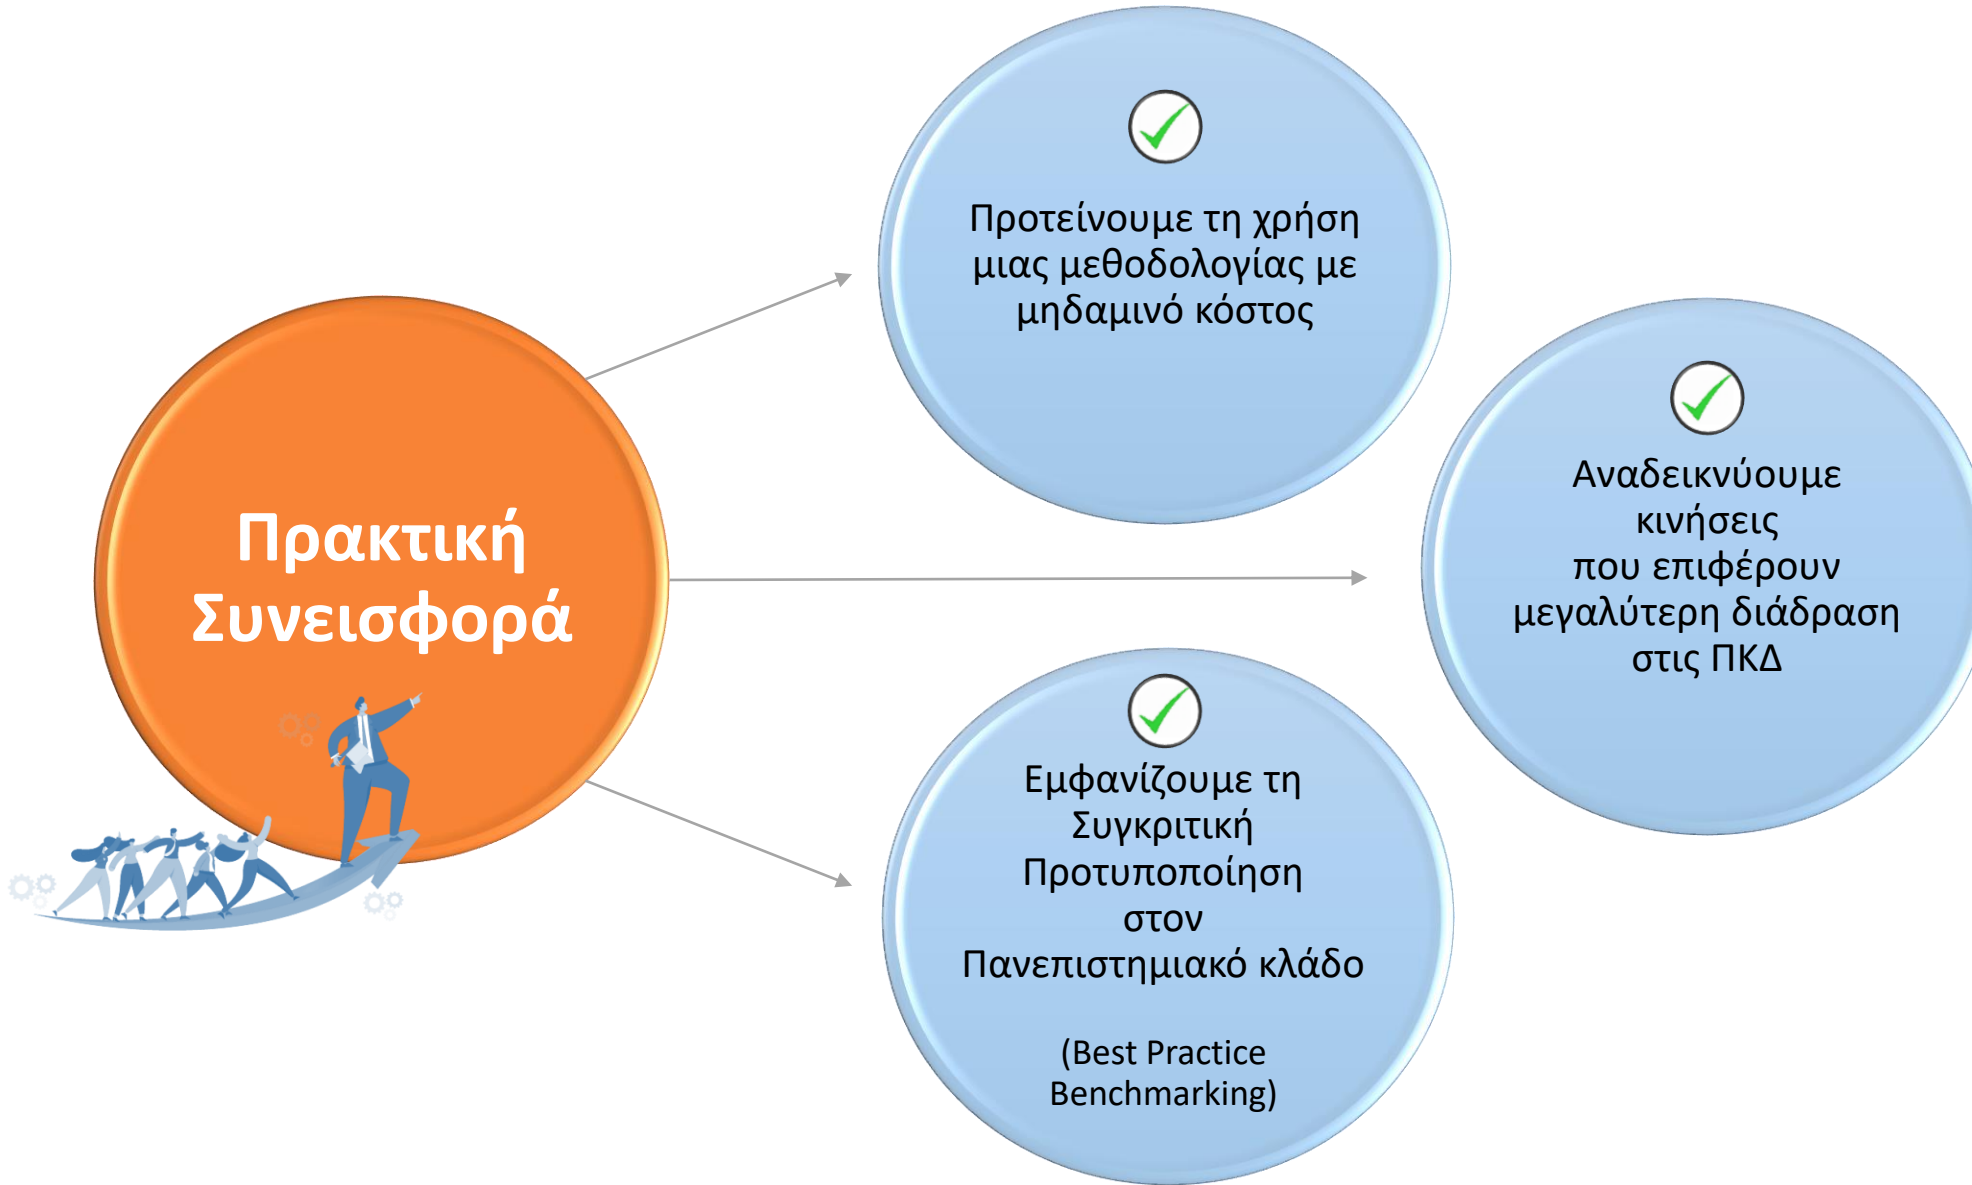 Πρακτική
Συνεισφορά
Προτείνουμε τη χρήση
μιας μεθοδολογίας με
μηδαμινό κόστος
Αναδεικνύουμε
κινήσεις
που επιφέρουν
μεγαλύτερη διάδραση
στις ΠΚΔ
Εμφανίζουμε τη
Συγκριτική
Προτυποποίηση
στον
Πανεπιστημιακό κλάδο
(Best Practice
Benchmarking)